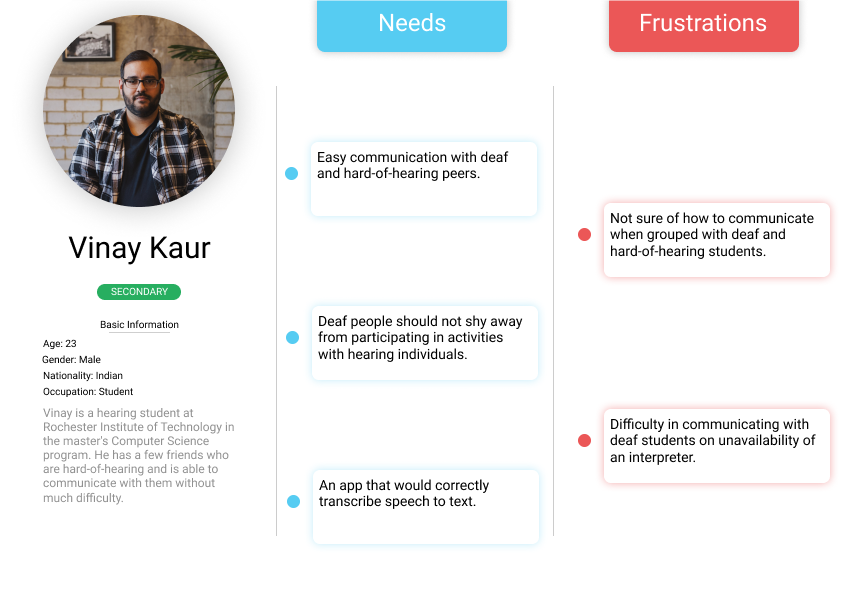 Needs
Frustrations
Easy communication with deaf
and hard-of-hearing peers.
Not sure of how to communicate
when grouped with deaf and
hard-of-hearing students.
Vinay Kaur
SECONDARY
Basic Information
Age: 23
Gender: Male
Nationality: Indian
Occupation: Student
Vinay is a hearing student at
Rochester Institute of Technology in
the master's Computer Science
program. He has a few friends who
are hard-of-hearing and is able to
communicate with them without
much difficulty.
Deaf people should not shy away
from participating in activities
with hearing individuals.
Difficulty in communicating with
deaf students on unavailability of
an interpreter.
An app that would correctly
transcribe speech to text.